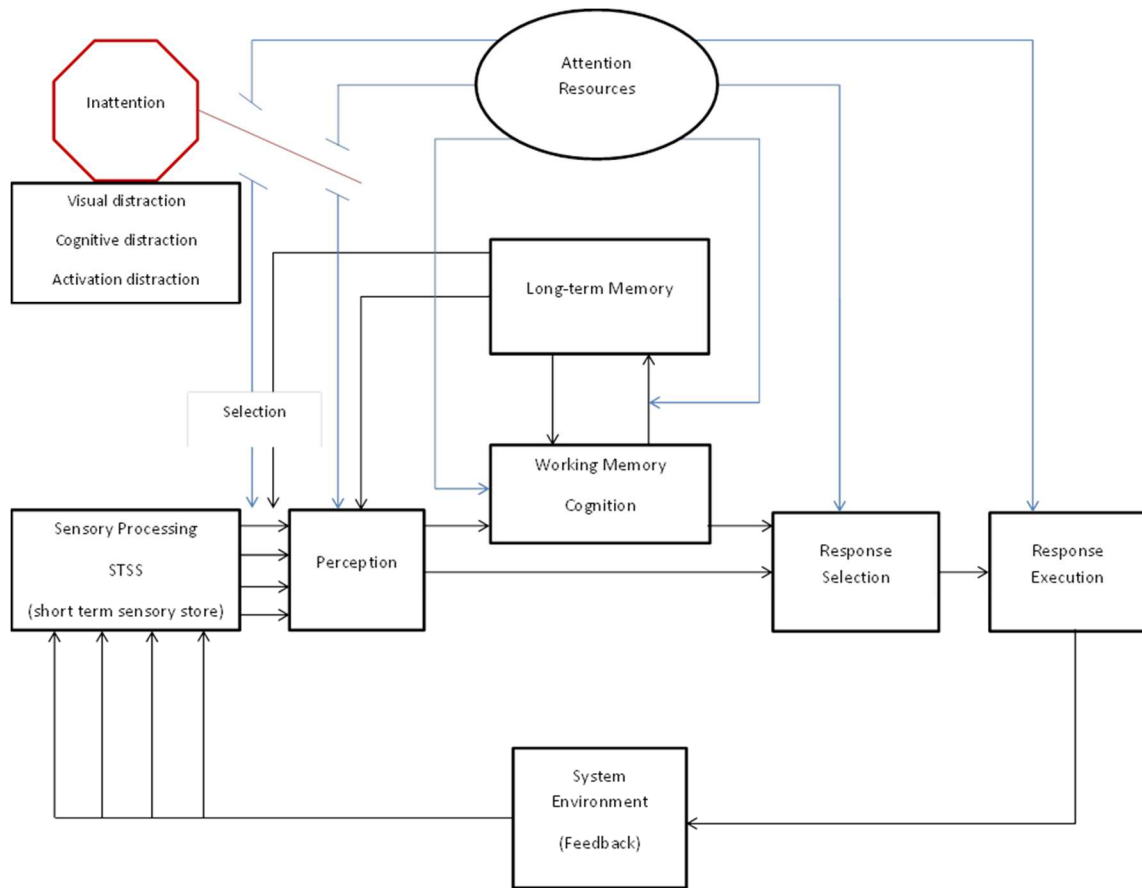 Attention
Resources
Inattention
Visual distraction
Cognitive distraction
Activation distraction
Long-term Memory
Selection
Working Memory
Cognition
Sensory Processing
STSS
(short term sensory store)
Perception
Response
Selection
Response
Execution
System
Environment
(Feedback)